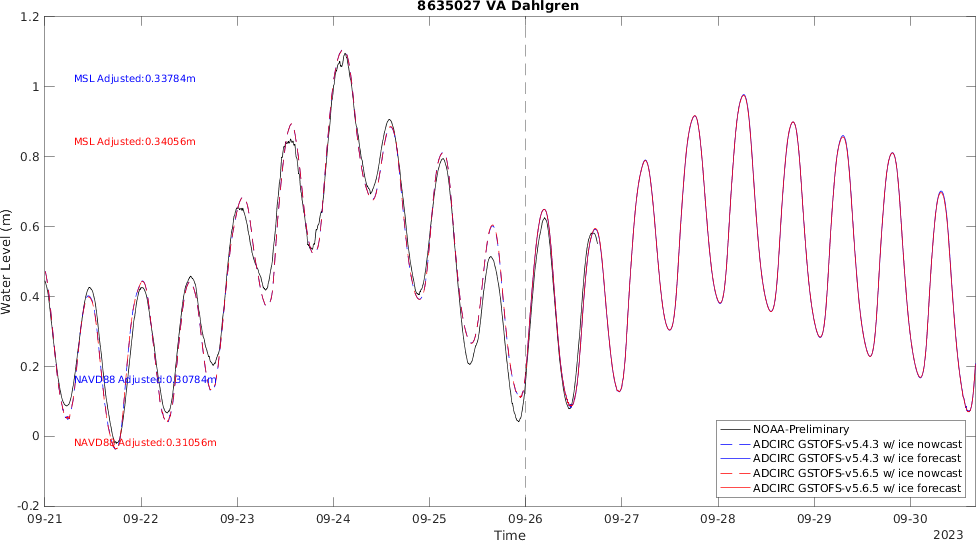 8635027 VA Dahlgren
1.2
1
0.8
0.6
0.4
0.2
0
-0.2
Water Level (m)
MSL Adjusted:0.33784m
MSL Adjusted:0.34056m
NAVD88 Adjusted:0.30784m
NAVD88 Adjusted:0.31056m
NOAA-Preliminary
ADCIRC GSTOFS-v5.4.3 w/ ice nowcast
ADCIRC GSTOFS-v5.4.3 w/ ice forecast
ADCIRC GSTOFS-v5.6.5 w/ ice nowcast
ADCIRC GSTOFS-v5.6.5 w/ ice forecast
09-21 09-22 09-23 09-24 09-25 09-26 09-27 09-28 09-29 09-30
Time
2023